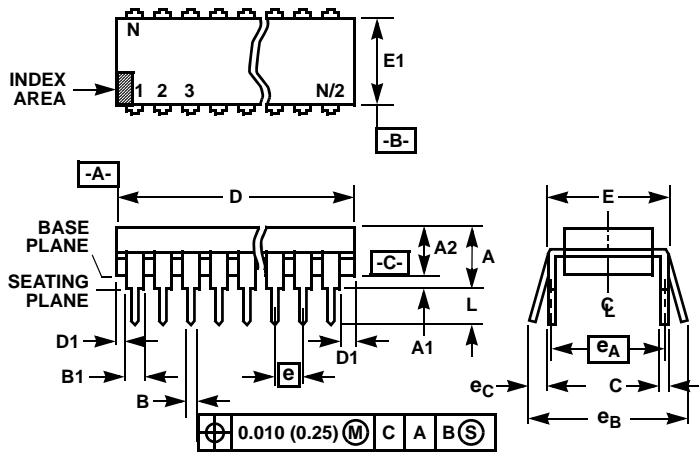 N
E1
INDEX
AREA
1 2 3 N/2
-B-
-A-
D
E
BASE
PLANE
A2
A
-C-
SEATING
PLANE
L
℄
D1
A1
D1
B1
e
eA
B
eC
C
eB
0.010 (0.25) Ⓜ C A B Ⓢ